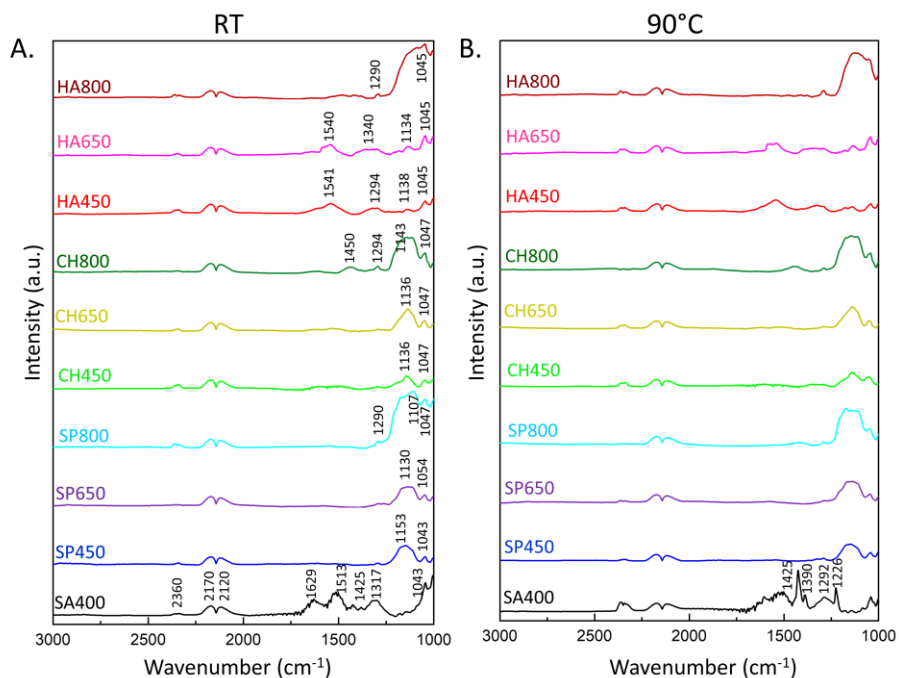 RT
90°C
A.
B.
HA800
1290
1045
HA650
1540
1340
1134
1045
HA450
1541
1294
1138
1045
CH800
1450
1294
1143
1047
CH650
1136
1047
CH450
1136
1047
SP800
1290
1107
1047
SP650
1130
1054
SP450
1153
1043
SA400
2360
2170
2120
1629
1513
1425
1317
1043
3000
2500
2000
1500
1000
Wavenumber (cm⁻¹)
Intensity (a.u.)
HA800
HA650
HA450
CH800
CH650
CH450
SP800
SP650
SP450
SA400
1425
1390
1292
1226
3000
2500
2000
1500
1000
Wavenumber (cm⁻¹)
Intensity (a.u.)